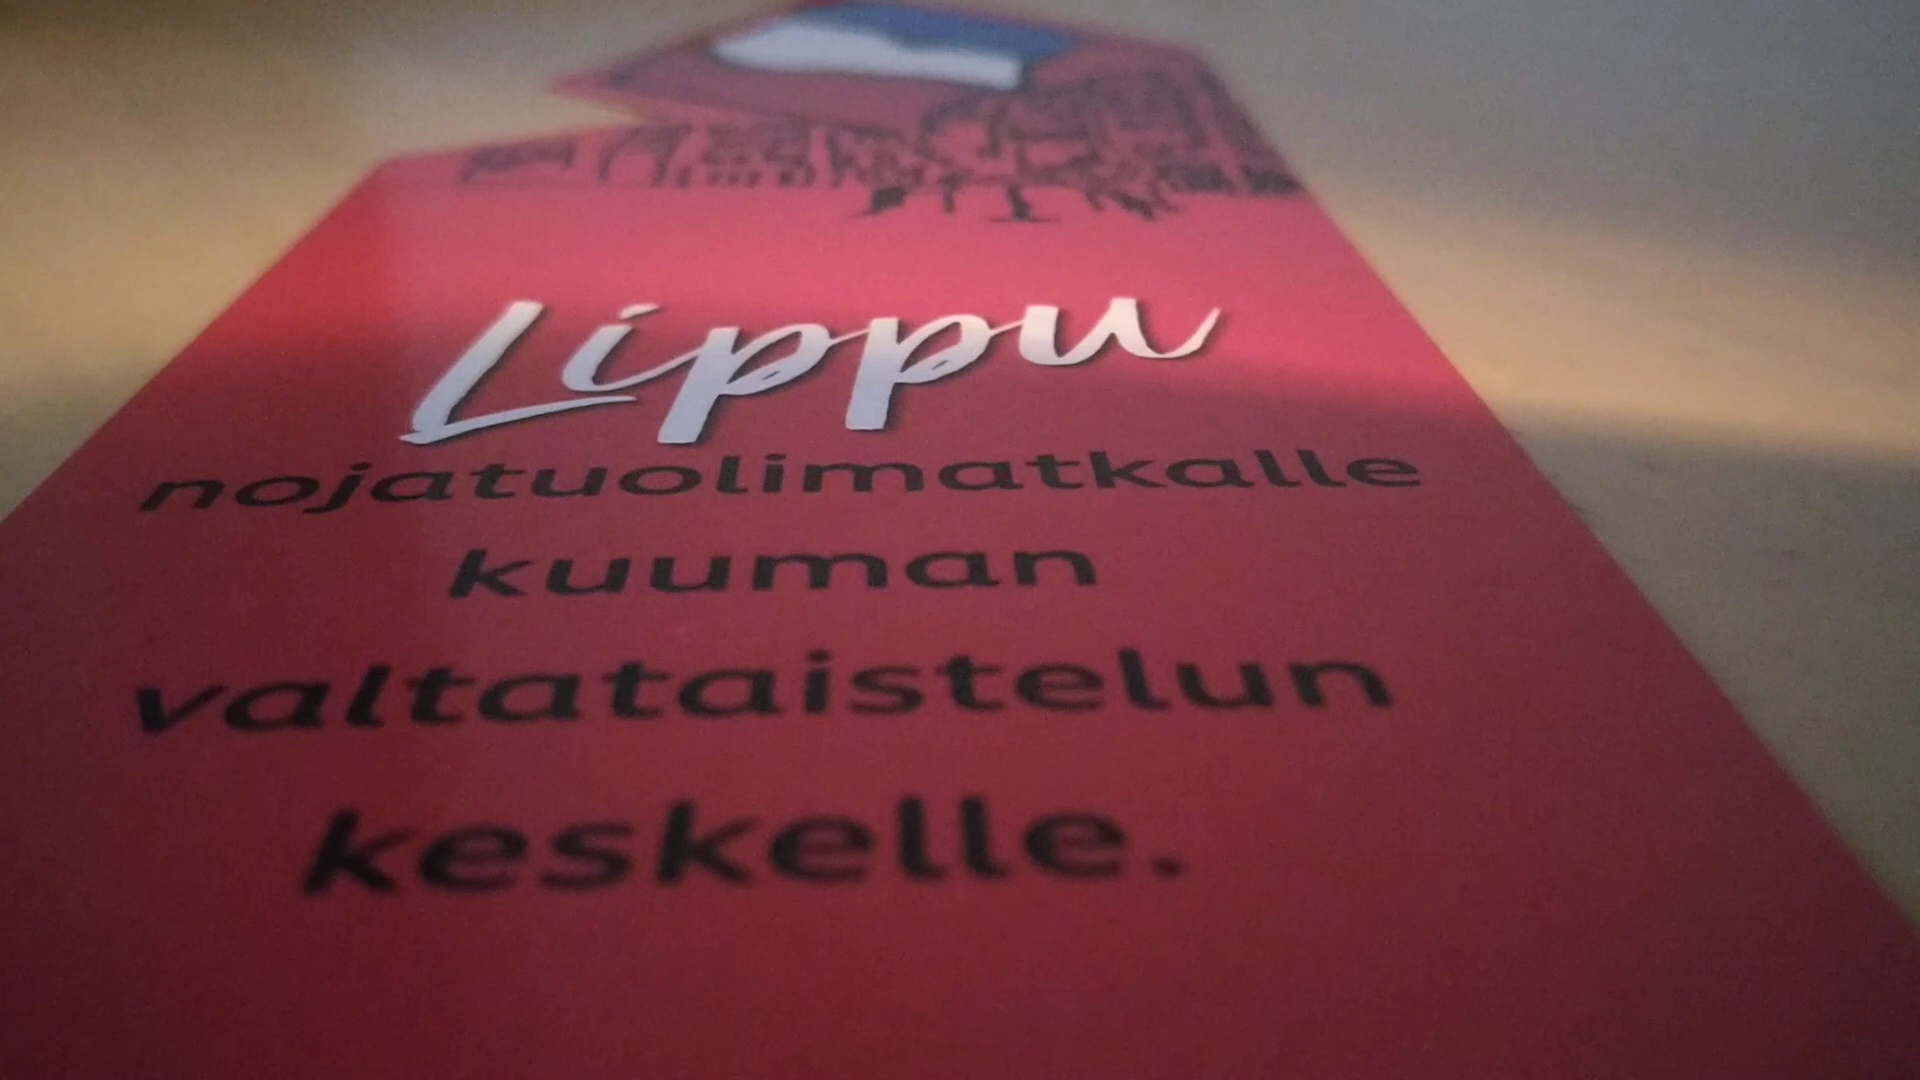 Lippu
nojatuolimatkalle
kuuman
valtataistelun
keskelle.